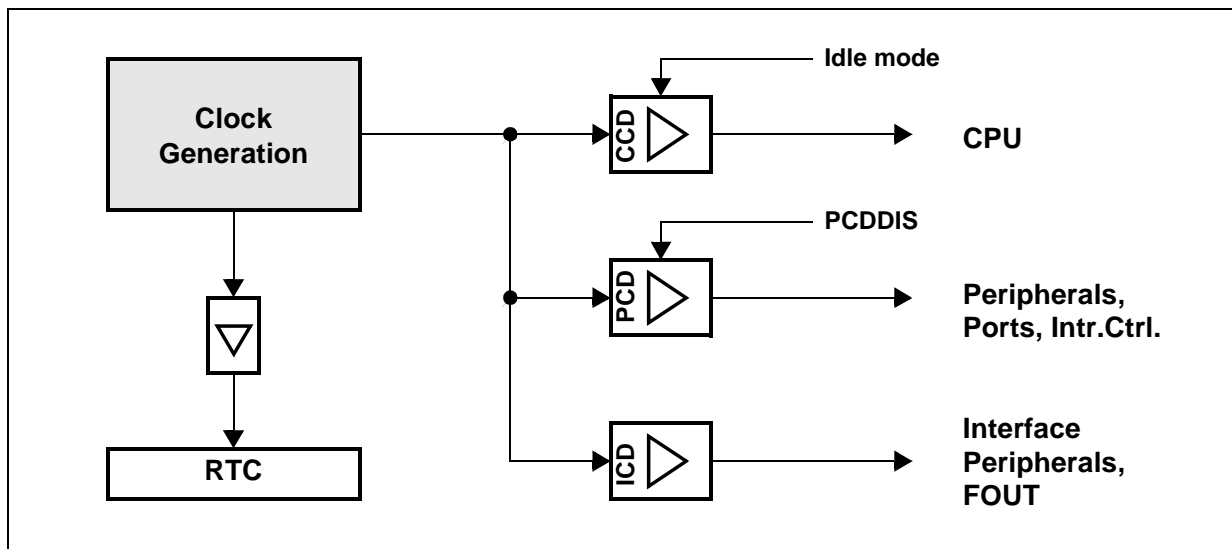 Clock
Generation
RTC
Idle mode
CCD
CPU
PCDDIS
PCD
Peripherals,
Ports, Intr.Ctrl.
ICD
Interface
Peripherals,
FOUT